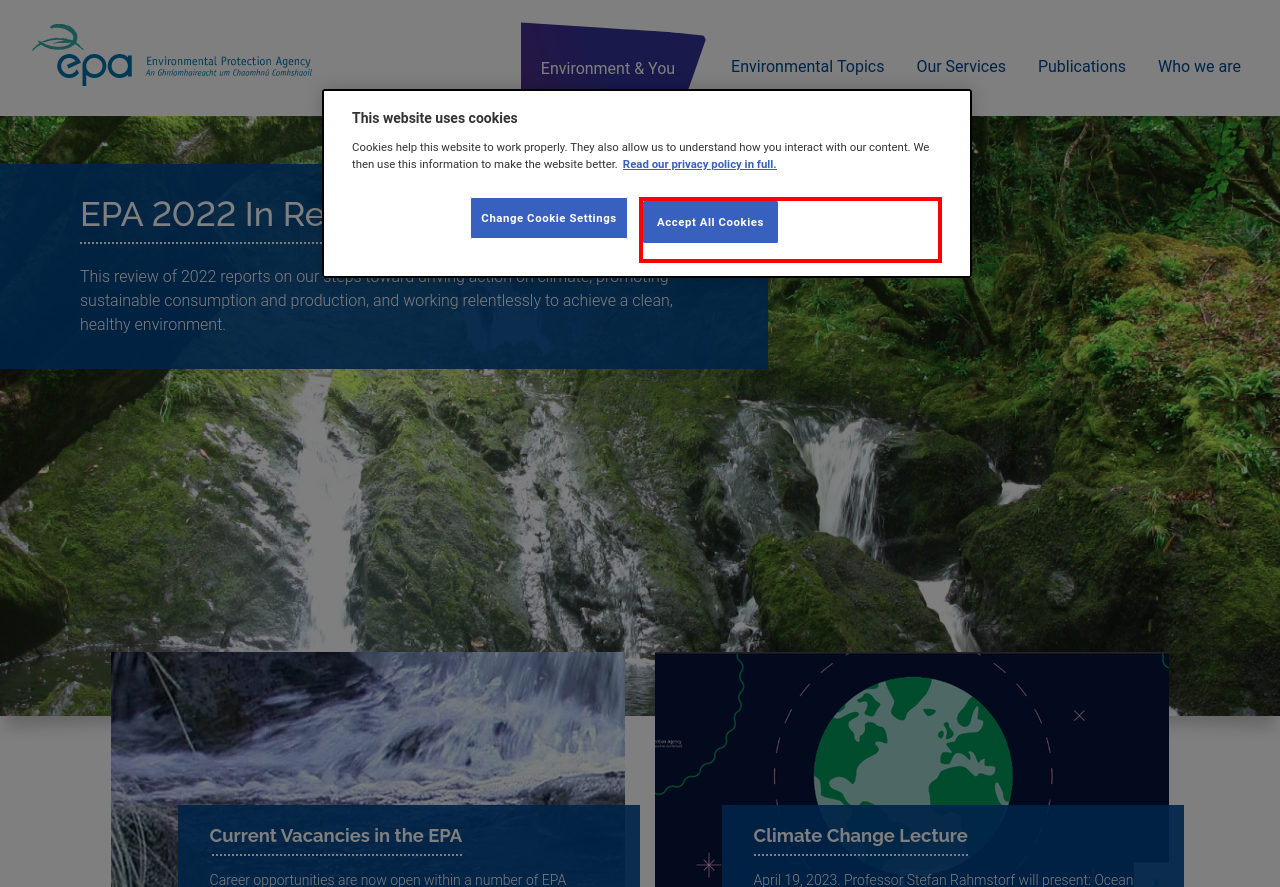 epa
Environmental Protection Agency
An Ghníomhaireacht um Chaomhnú Comhshaoil
Environment & You
Environmental Topics
Our Services
Publications
Who we are
This website uses cookies
Cookies help this website to work properly. They also allow us to understand how you interact with our content. We
then use this information to make the website better. Read our privacy policy in full.
Change Cookie Settings
Accept All Cookies
EPA 2022 In Re
This review of 2022 reports on our steps toward driving action on climate, promoting
sustainable consumption and production, and working relentlessly to achieve a clean,
healthy environment.
Current Vacancies in the EPA
Career opportunities are now open within a number of EPA
Climate Change Lecture
April 19, 2023. Professor Stefan Rahmstorf will present: Ocean